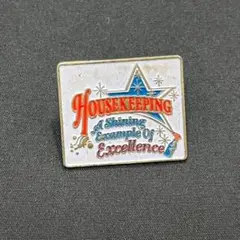 HOUSEKEEPING
A Shining
Example Of
Excellence